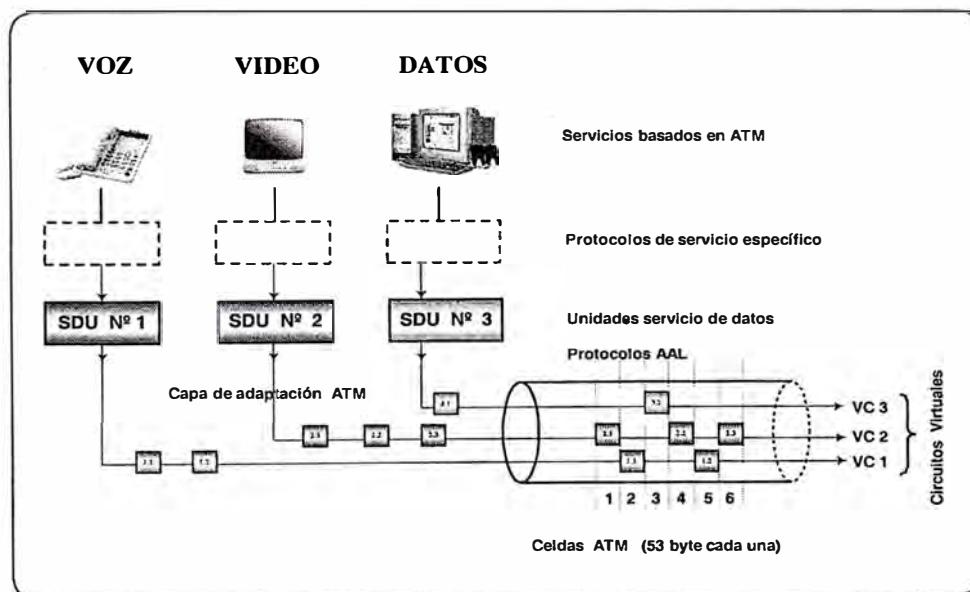 VOZ VIDEO DATOS
Servicios basados en ATM
Protocolos de servicio específico
SDU Nº 1 SDU Nº 2 SDU Nº 3
Unidades servicio de datos
Protocolos AAL
Capa de adaptación ATM
VC 3
VC 2
VC 1
Circuitos Virtuales
1 2 3 4 5 6
Celdas ATM (53 byte cada una)